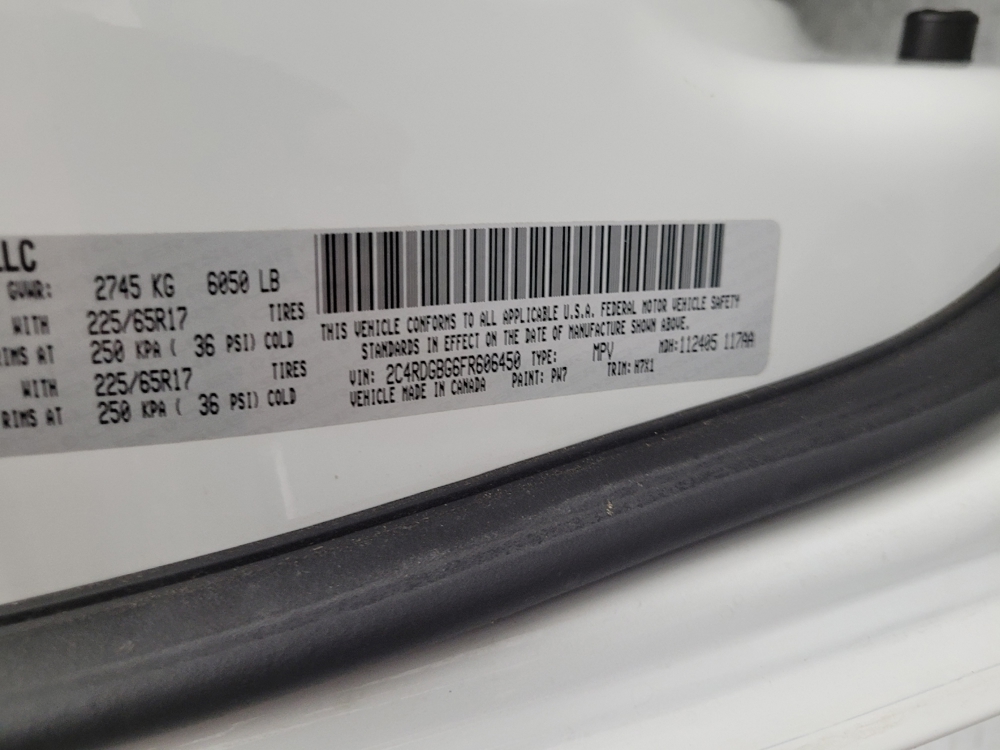 LLC
GVWR: 2745 KG 6050 LB
WITH 225/65R17 TIRES
RIMS AT 250 KPA ( 36 PSI) COLD
WITH 225/65R17 TIRES
RIMS AT 250 KPA ( 36 PSI) COLD
THIS VEHICLE CONFORMS TO ALL APPLICABLE U.S.A. FEDERAL MOTOR VEHICLE SAFETY
STANDARDS IN EFFECT ON THE DATE OF MANUFACTURE SHOWN ABOVE.
VIN: 2C4RDGBG6FR606450 TYPE: MPV MDH:112405 117AA
VEHICLE MADE IN CANADA PAINT: PW7 TRIM: H7X1